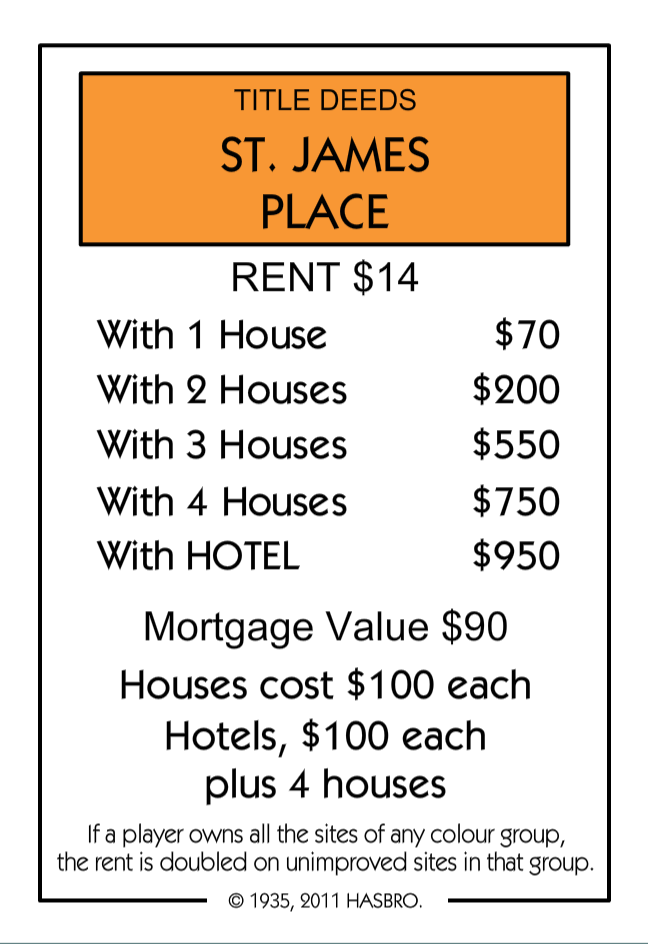 TITLE DEEDS
ST. JAMES
PLACE
RENT $14
With 1 House $70
With 2 Houses $200
With 3 Houses $550
With 4 Houses $750
With HOTEL $950
Mortgage Value $90
Houses cost $100 each
Hotels, $100 each
plus 4 houses
If a player owns all the sites of any colour group,
the rent is doubled on unimproved sites in that group.
© 1935, 2011 HASBRO.